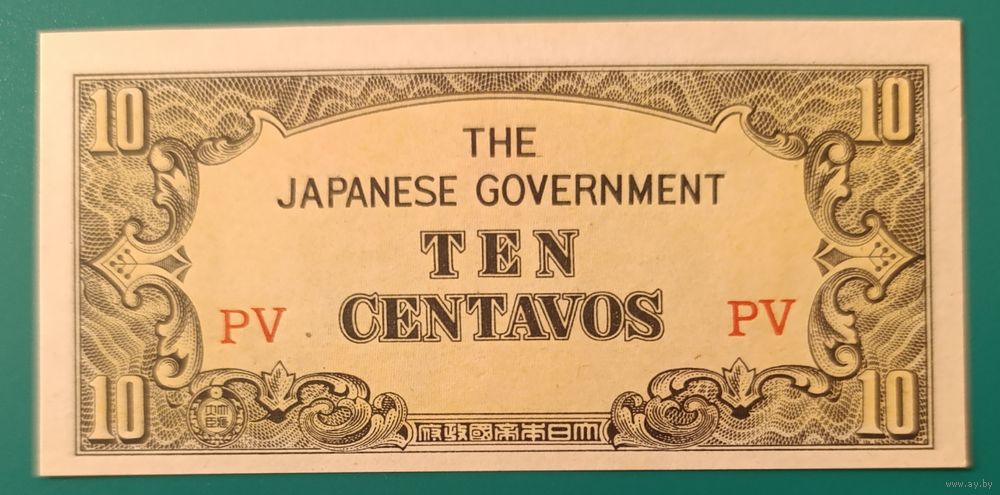 10 10
THE
JAPANESE GOVERNMENT
TEN
CENTAVOS
PV PV
10 10
大日本帝國政府
www.ay.by